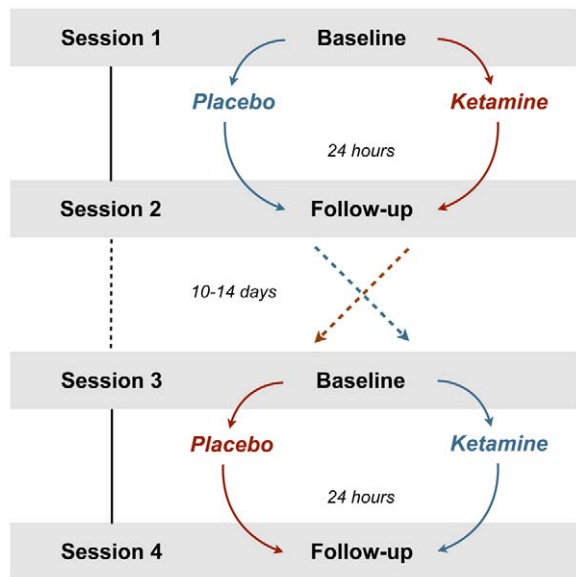 Session 1 Baseline
Placebo Ketamine
24 hours
Session 2 Follow-up
10-14 days
Session 3 Baseline
Placebo Ketamine
24 hours
Session 4 Follow-up